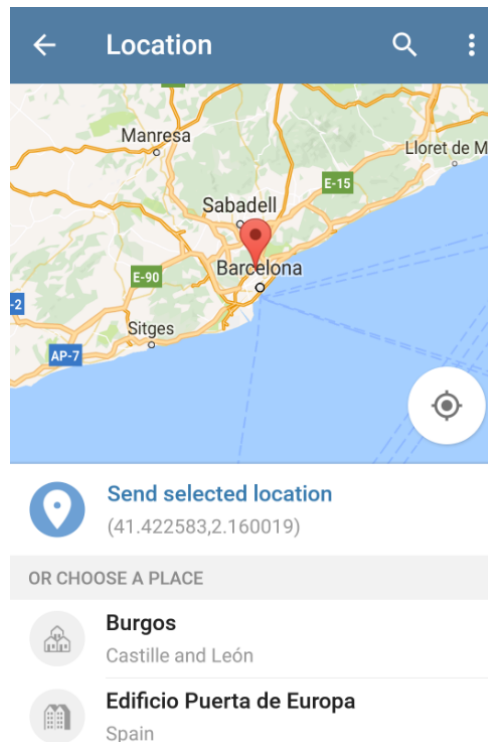 Location
Manresa
Lloret de M
E-15
Sabadell
E-90
Barcelona
-2
Sitges
AP-7
Send selected location
(41.422583,2.160019)
OR CHOOSE A PLACE
Burgos
Castille and León
Edificio Puerta de Europa
Spain